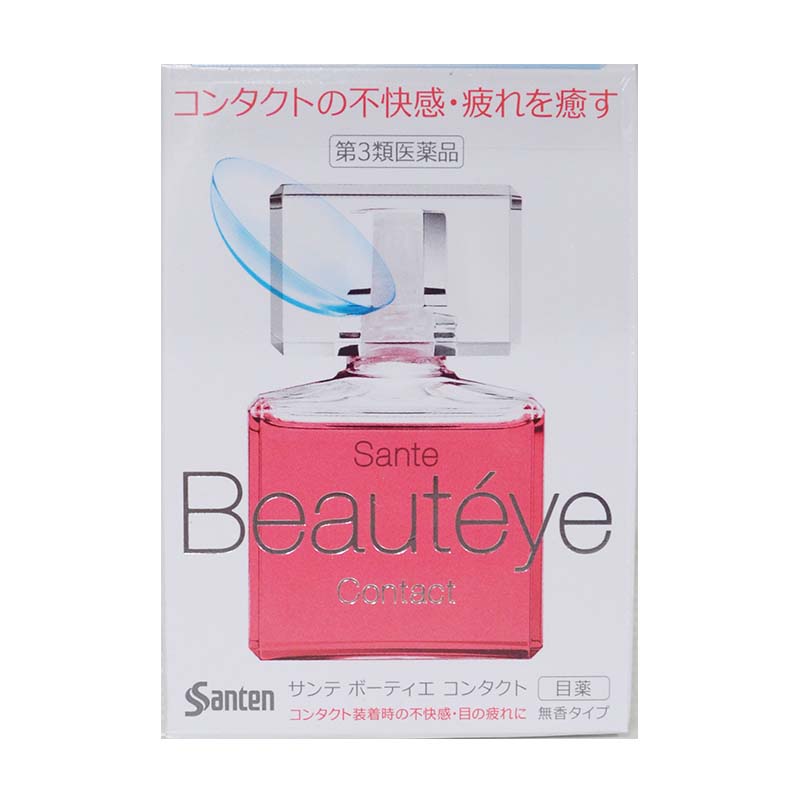 コンタクトの不快感・疲れを癒す
第3類医薬品
Sante
Beautéye
Contact
Santen サンテ ボーティエ コンタクト 目薬
コンタクト装着時の不快感・目の疲れに 無香タイプ